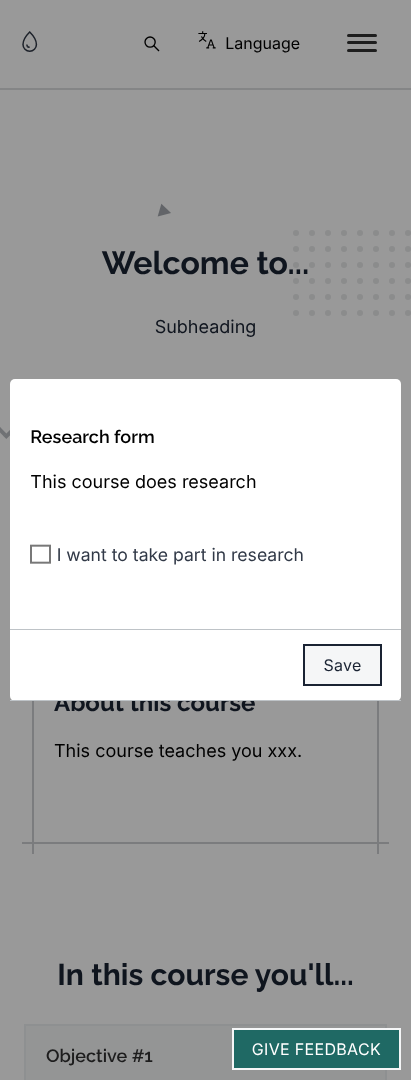 Language
Welcome to...
Subheading
Research form
This course does research
I want to take part in research
Save
About this course
This course teaches you xxx.
In this course you'll...
Objective #1
GIVE FEEDBACK